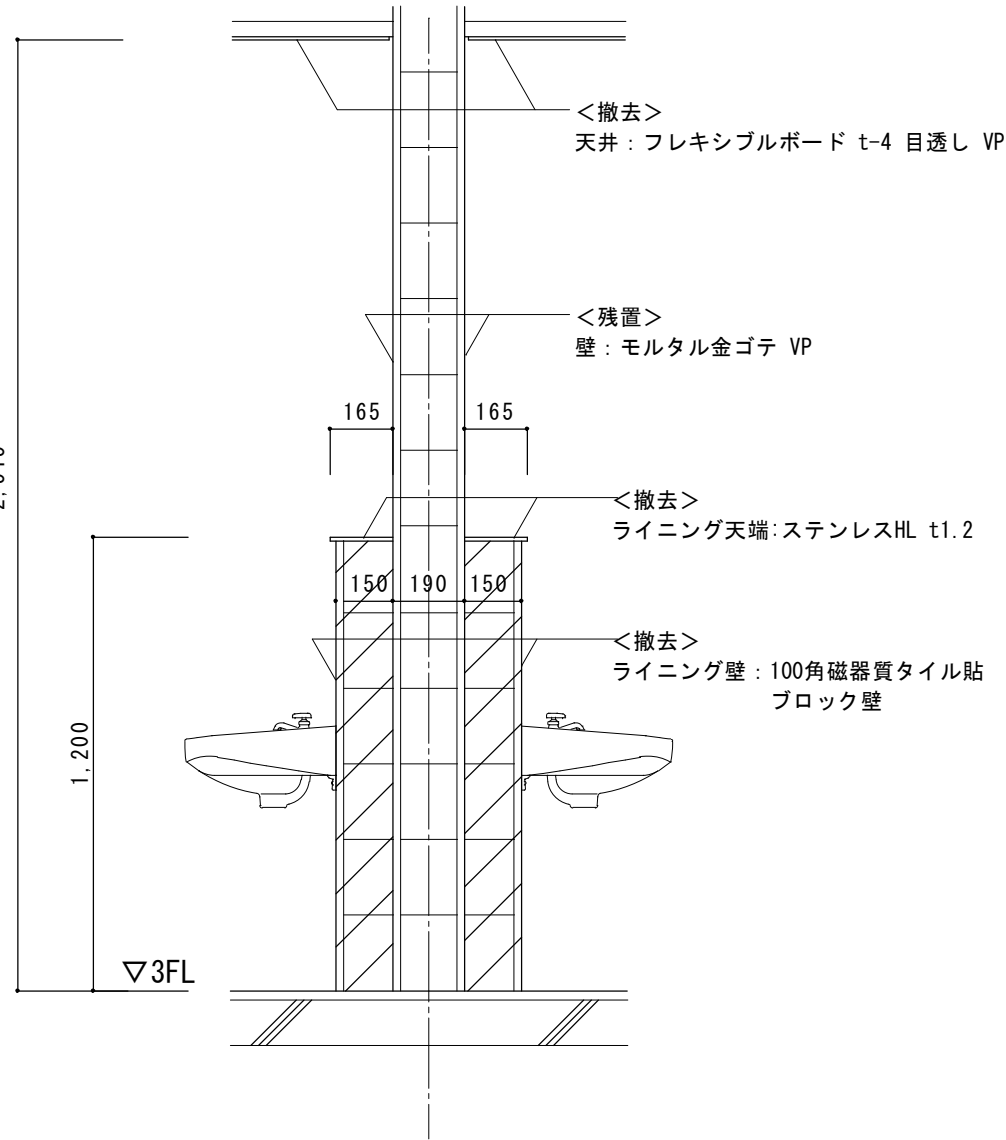 <撤去>
天井：フレキシブルボード t-4 目透し VP
<残置>
壁：モルタル金ゴテ VP
165
165
<撤去>
ライニング天端:ステンレスHL t1.2
150
190
150
<撤去>
ライニング壁：100角磁器質タイル貼
ブロック壁
1,200
▽3FL